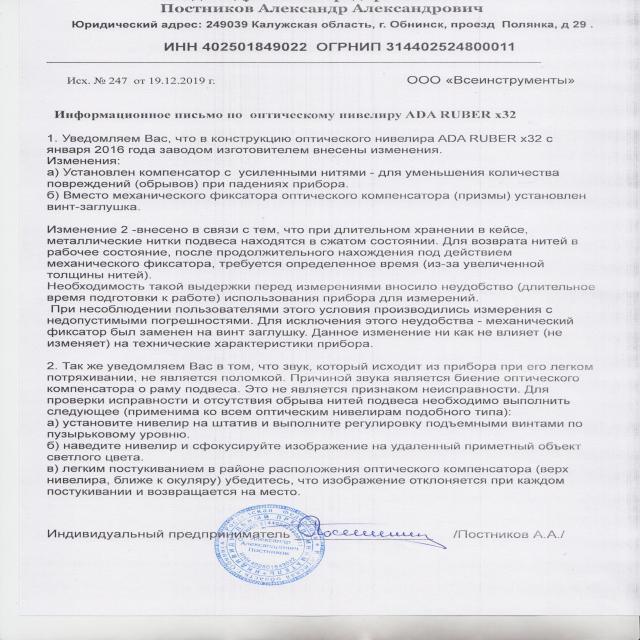 Постников Александр Александрович
Юридический адрес: 249039 Калужская область, г. Обнинск, проезд Полянка, д 29 .
ИНН 402501849022 ОГРНИП 314402524800011
Исх. № 247 от 19.12.2019 г. ООО «Всеинструменты»
Информационное письмо по оптическому нивелиру ADA RUBER x32
1. Уведомляем Вас, что в конструкцию оптического нивелира ADA RUBER x32 с
января 2016 года заводом изготовителем внесены изменения.
Изменения:
а) Установлен компенсатор с усиленными нитями - для уменьшения количества
повреждений (обрывов) при падениях прибора.
б) Вместо механического фиксатора оптического компенсатора (призмы) установлен
винт-заглушка.
Изменение 2 -внесено в связи с тем, что при длительном хранении в кейсе,
металлические нитки подвеса находятся в сжатом состоянии. Для возврата нитей в
рабочее состояние, после продолжительного нахождения под действием
механического фиксатора, требуется определенное время (из-за увеличенной
толщины нитей).
Необходимость такой выдержки перед измерениями вносило неудобство (длительное
время подготовки к работе) использования прибора для измерений.
При несоблюдении пользователями этого условия производились измерения с
недопустимыми погрешностями. Для исключения этого неудобства - механический
фиксатор был заменен на винт заглушку. Данное изменение ни как не влияет (не
изменяет) на технические характеристики прибора.
2. Так же уведомляем Вас в том, что звук, который исходит из прибора при его легком
потряхивании, не является поломкой. Причиной звука является биение оптического
компенсатора о раму подвеса. Это не является признаком неисправности. Для
проверки исправности и отсутствия обрыва нитей подвеса необходимо выполнить
следующее (применима ко всем оптическим нивелирам подобного типа):
а) установите нивелир на штатив и выполните регулировку подъемными винтами по
пузырьковому уровню.
б) наведите нивелир и сфокусируйте изображение на удаленный приметный объект
светлого цвета.
в) легким постукиванием в районе расположения оптического компенсатора (верх
нивелира, ближе к окуляру) убедитесь, что изображение отклоняется при каждом
постукивании и возвращается на место.
Индивидуальный предприниматель /Постников А.А./
Александр
Александрович
Постников